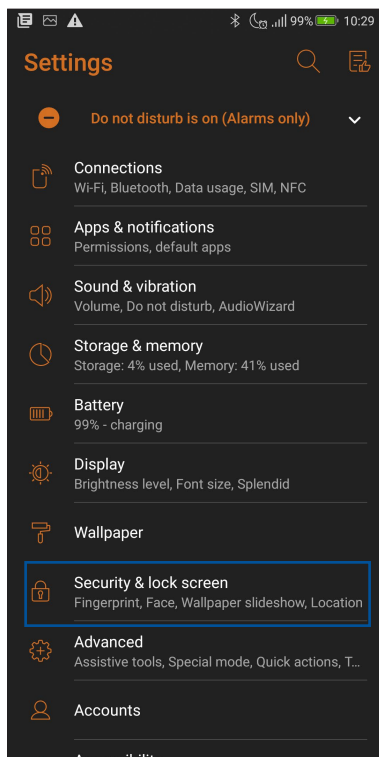 99% 10:29
Settings
Do not disturb is on (Alarms only)
Connections
Wi-Fi, Bluetooth, Data usage, SIM, NFC
Apps & notifications
Permissions, default apps
Sound & vibration
Volume, Do not disturb, AudioWizard
Storage & memory
Storage: 4% used, Memory: 41% used
Battery
99% - charging
Display
Brightness level, Font size, Splendid
Wallpaper
Security & lock screen
Fingerprint, Face, Wallpaper slideshow, Location
Advanced
Assistive tools, Special mode, Quick actions, T...
Accounts